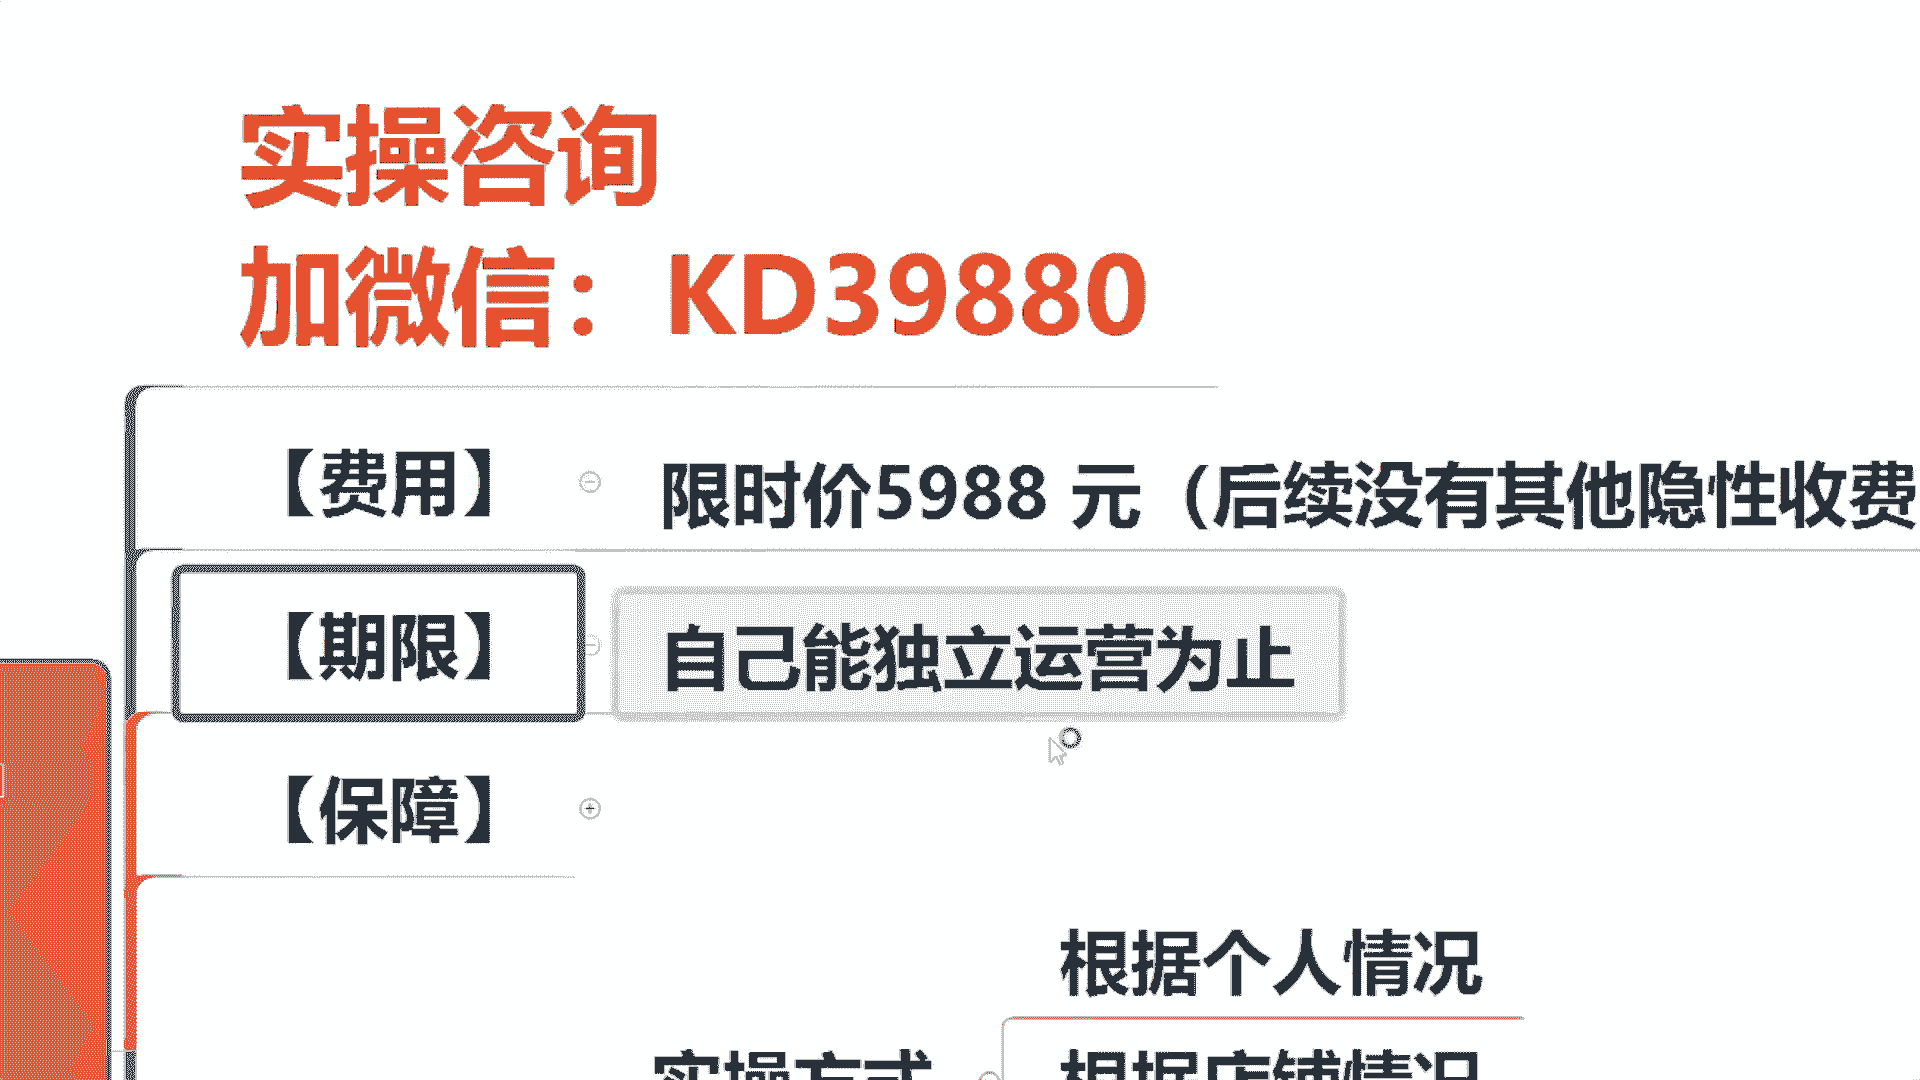 实操咨询
加微信：KD39880
【费用】 限时价5988 元（后续没有其他隐性收费
【期限】 自己能独立运营为止
【保障】
根据个人情况
实操方式 根据店铺情况